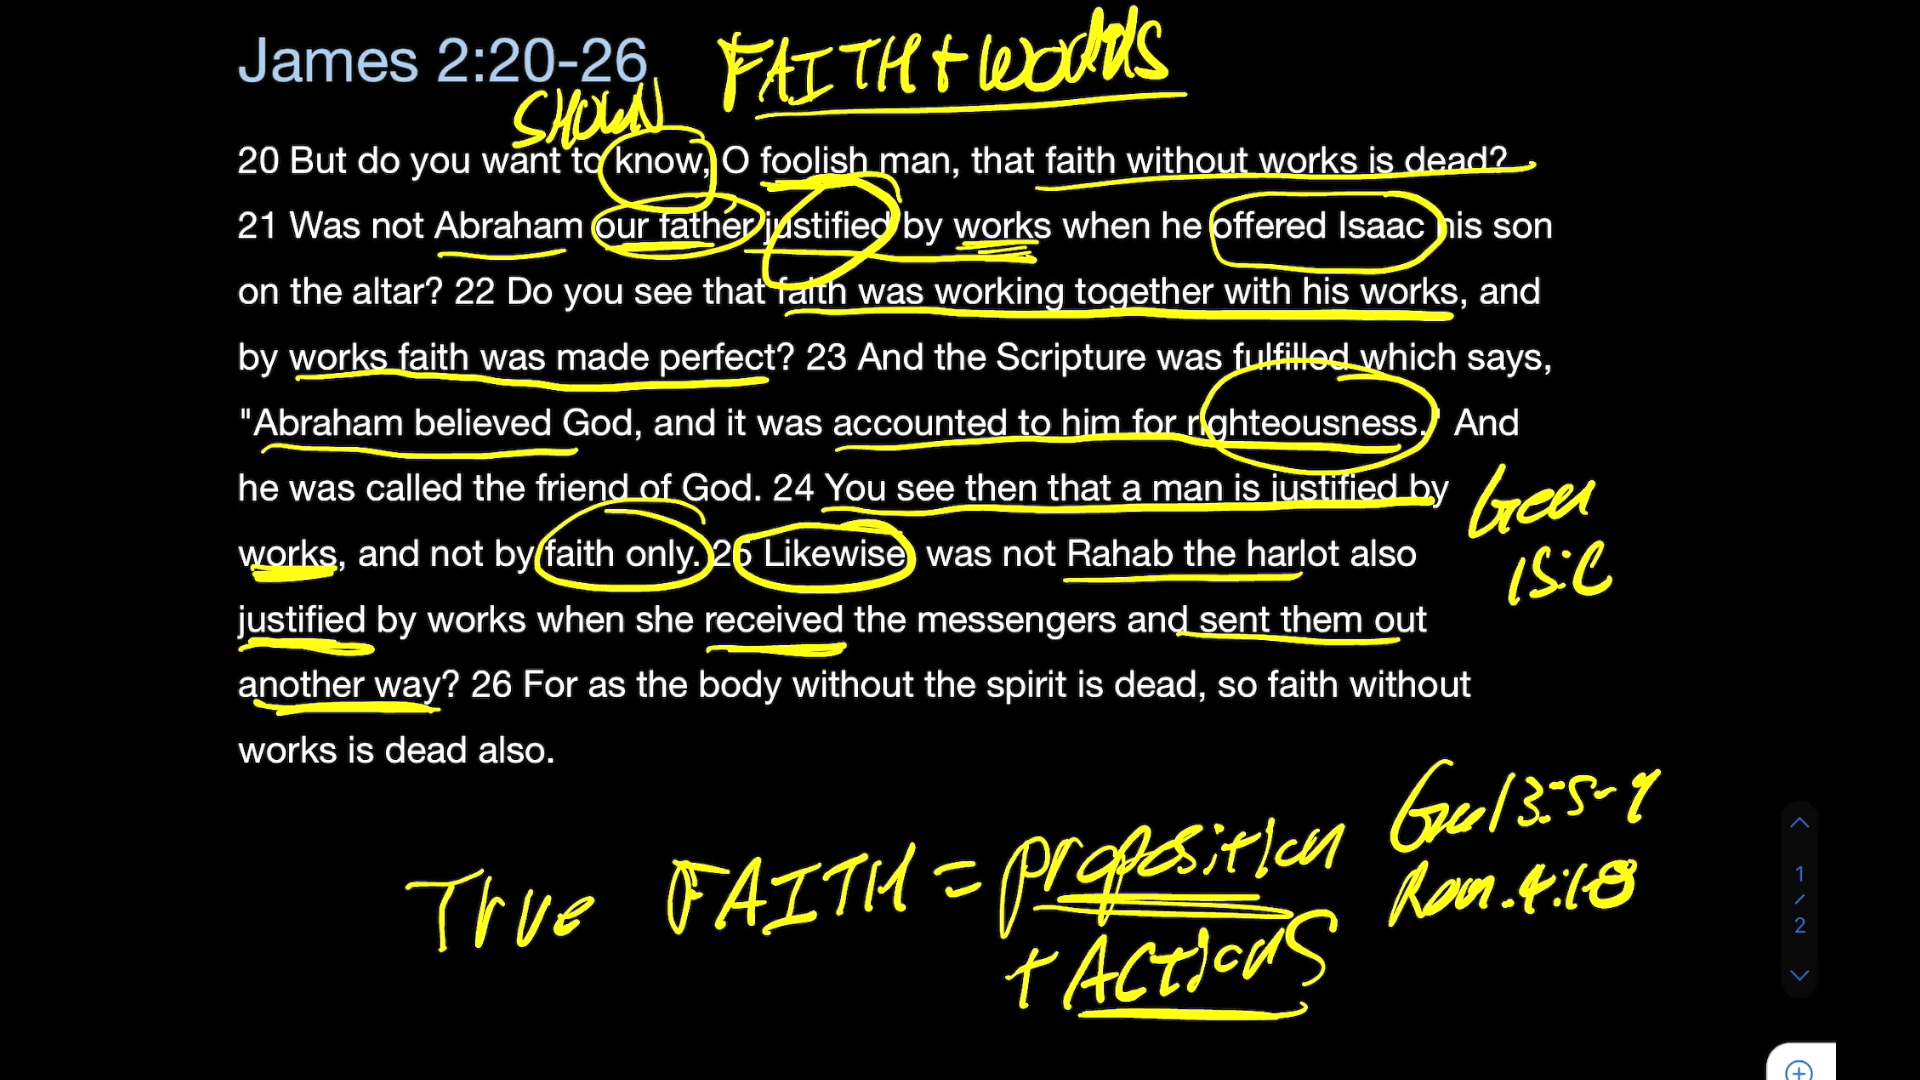 James 2:20-26
FAITH + WORDS
SHOWN
20 But do you want to know, O foolish man, that faith without works is dead?
21 Was not Abraham our father justified by works when he offered Isaac his son
on the altar? 22 Do you see that faith was working together with his works, and
by works faith was made perfect? 23 And the Scripture was fulfilled which says,
"Abraham believed God, and it was accounted to him for righteousness." And
he was called the friend of God. 24 You see then that a man is justified by
works, and not by faith only. 25 Likewise, was not Rahab the harlot also
justified by works when she received the messengers and sent them out
another way? 26 For as the body without the spirit is dead, so faith without
works is dead also.
Gen
15:6
True FAITH = proposition
+ ACTIONS
Rom. 4:18
1
/
2